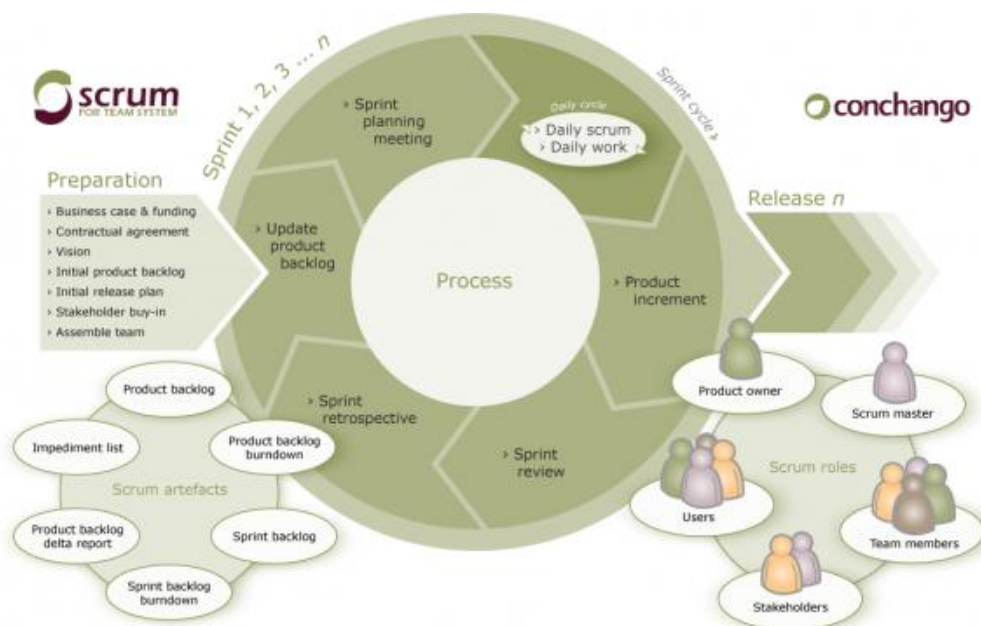 scrum
FOR TEAM SYSTEM
conchango
Sprint 1, 2, 3 ... n
Sprint cycle
Preparation
› Business case & funding
› Contractual agreement
› Vision
› Initial product backlog
› Initial release plan
› Stakeholder buy-in
› Assemble team
› Sprint
planning
meeting
Daily cycle
› Daily scrum
› Daily work
› Update
product
backlog
Process
› Product
increment
› Sprint
retrospective
› Sprint
review
Release n
Product backlog
Impediment list
Product backlog
burndown
Scrum artefacts
Product backlog
delta report
Sprint backlog
Sprint backlog
burndown
Product owner
Scrum master
Scrum roles
Users
Team members
Stakeholders